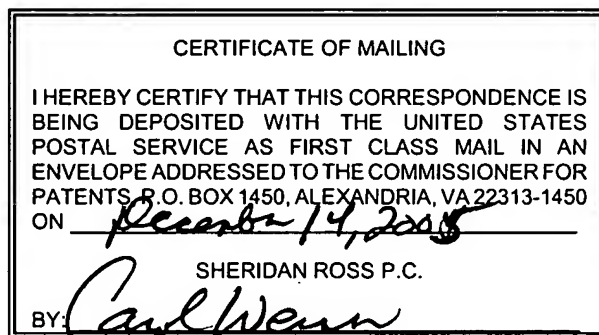 CERTIFICATE OF MAILING
I HEREBY CERTIFY THAT THIS CORRESPONDENCE IS
BEING DEPOSITED WITH THE UNITED STATES
POSTAL SERVICE AS FIRST CLASS MAIL IN AN
ENVELOPE ADDRESSED TO THE COMMISSIONER FOR
PATENTS, P.O. BOX 1450, ALEXANDRIA, VA 22313-1450
ON December 14, 2005
SHERIDAN ROSS P.C.
BY: